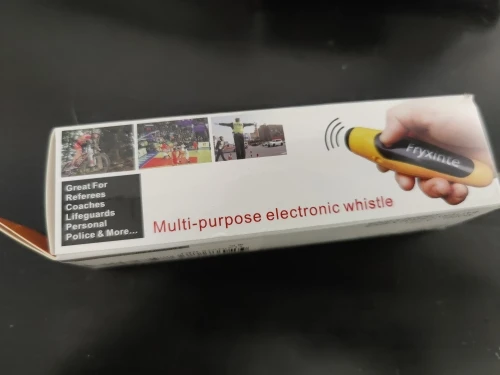 Great For
Referees
Coaches
Lifeguards
Personal
Police & More...
Multi-purpose electronic whistle
Fryxinte